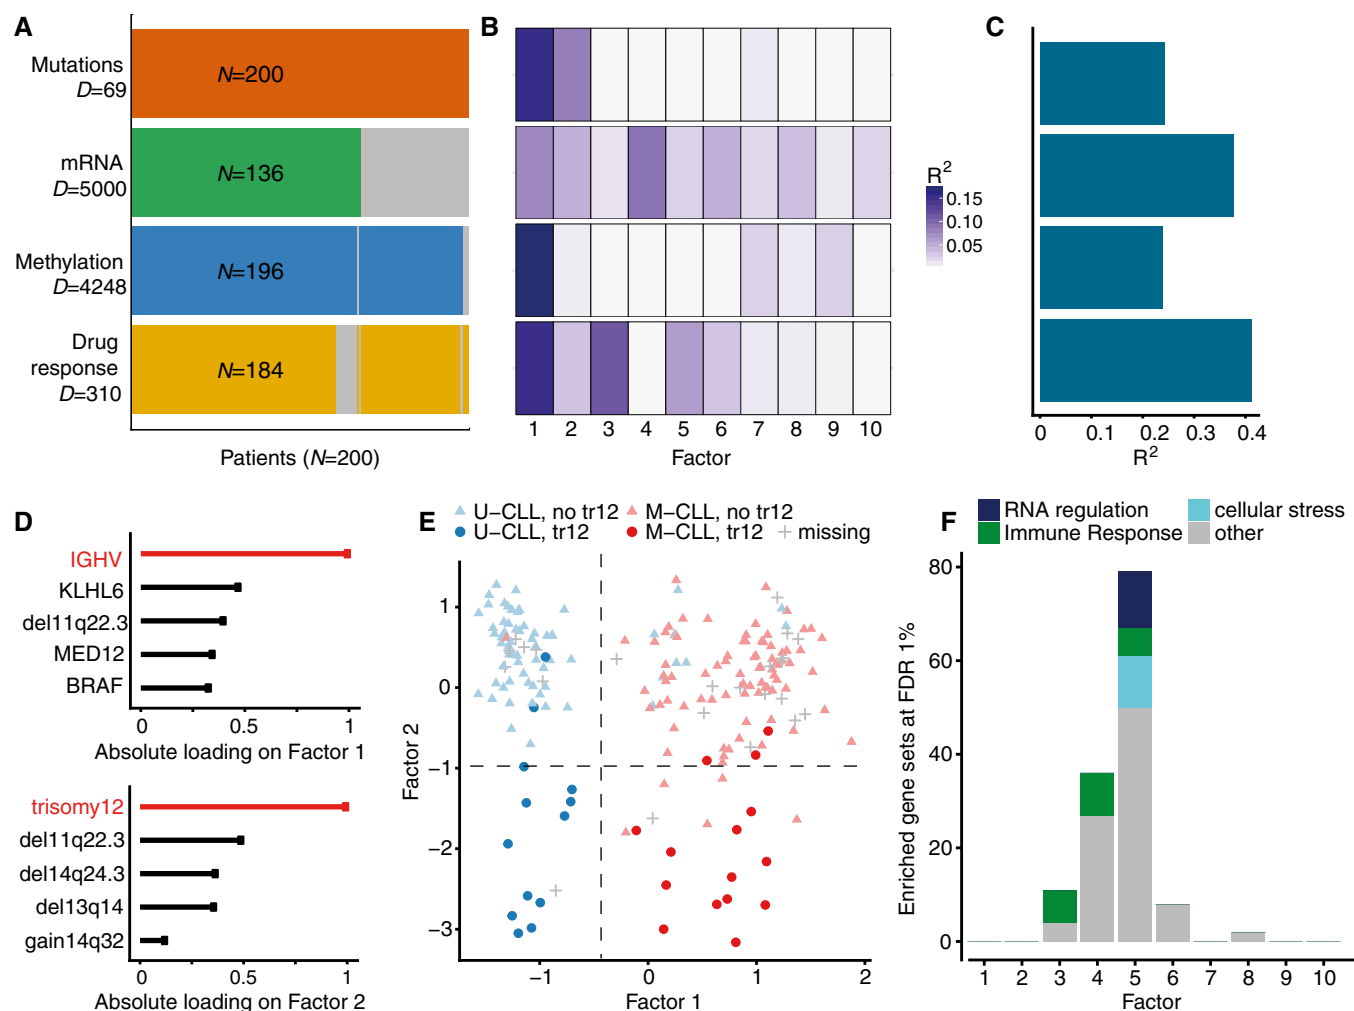 A
Mutations
D=69
N=200
mRNA
D=5000
N=136
Methylation
D=4248
N=196
Drug
response
D=310
N=184
Patients (N=200)
B
1 2 3 4 5 6 7 8 9 10
Factor
R²
0.15
0.10
0.05
C
0 0.1 0.2 0.3 0.4
R²
D
IGHV
KLHL6
del11q22.3
MED12
BRAF
0 0.5 1
Absolute loading on Factor 1
trisomy12
del11q22.3
del14q24.3
del13q14
gain14q32
0 0.5 1
Absolute loading on Factor 2
E
U−CLL, no tr12 M−CLL, no tr12
U−CLL, tr12 M−CLL, tr12 missing
Factor 2
1
0
−1
−2
−3
−1 0 1 2
Factor 1
F
RNA regulation cellular stress
Immune Response other
Enriched gene sets at FDR 1%
80
60
40
20
0
1 2 3 4 5 6 7 8 9 10
Factor